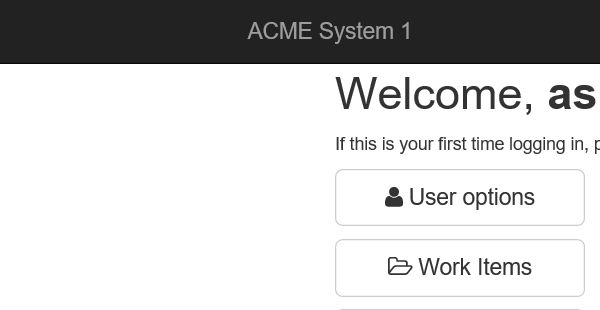 ACME System 1
Welcome, as
If this is your first time logging in,
User options
Work Items